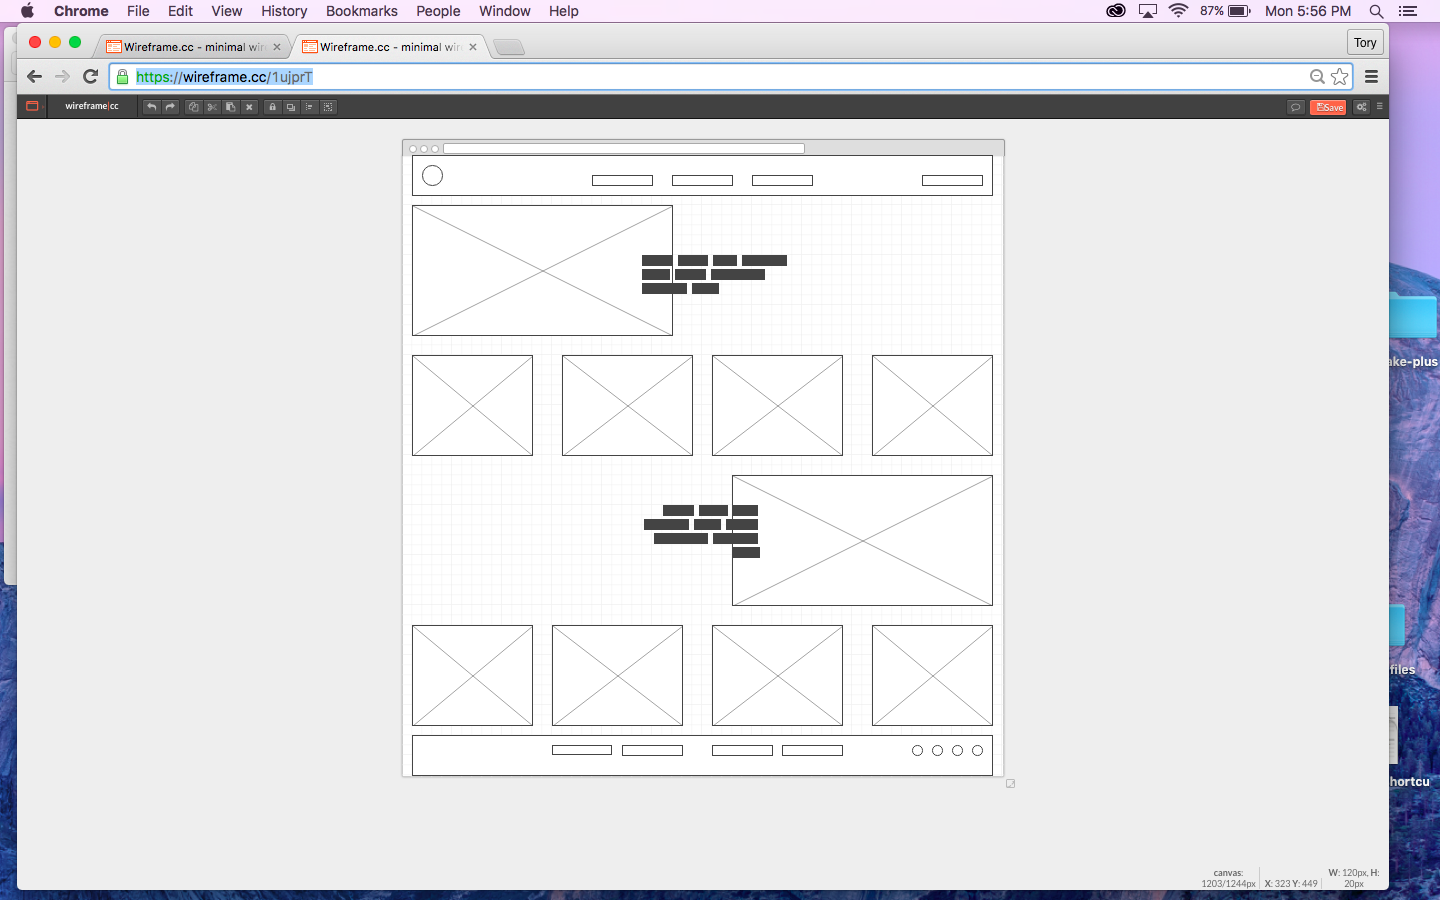 Chrome File Edit View History Bookmarks People Window Help 87% Mon 5:56 PM
Wireframe.cc - minimal wir
Wireframe.cc - minimal wir
Tory
https://wireframe.cc/1ujprT
wireframe|cc
Save
ake-plus
files
hortcu
canvas:
1203/1244px
X: 323 Y: 449
W: 120px, H:
20px